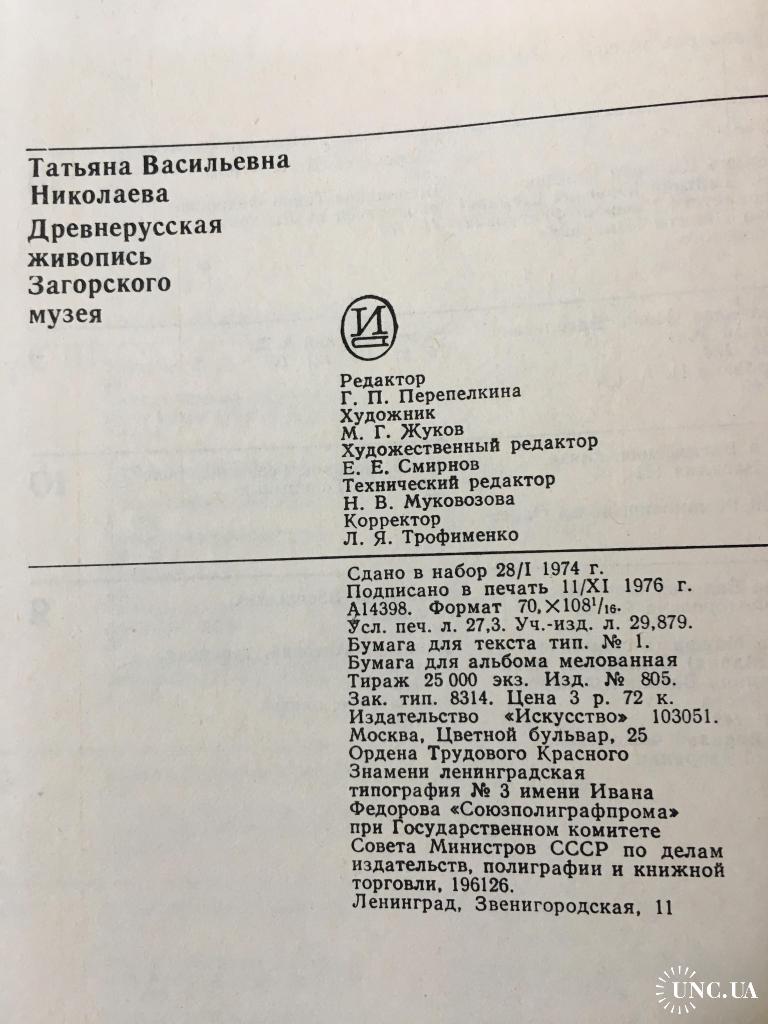 Татьяна Васильевна
Николаева
Древнерусская
живопись
Загорского
музея
И
Редактор
Г. П. Перепелкина
Художник
М. Г. Жуков
Художественный редактор
Е. Е. Смирнов
Технический редактор
Н. В. Муковозова
Корректор
Л. Я. Трофименко
Сдано в набор 28/I 1974 г.
Подписано в печать 11/XI 1976 г.
А14398. Формат 70×108¹/₁₆.
Усл. печ. л. 27,3. Уч.-изд. л. 29,879.
Бумага для текста тип. № 1.
Бумага для альбома мелованная
Тираж 25 000 экз. Изд. № 805.
Зак. тип. 8314. Цена 3 р. 72 к.
Издательство «Искусство» 103051.
Москва, Цветной бульвар, 25
Ордена Трудового Красного
Знамени ленинградская
типография № 3 имени Ивана
Федорова «Союзполиграфпрома»
при Государственном комитете
Совета Министров СССР по делам
издательств, полиграфии и книжной
торговли, 196126.
Ленинград, Звенигородская, 11
UNC.UA